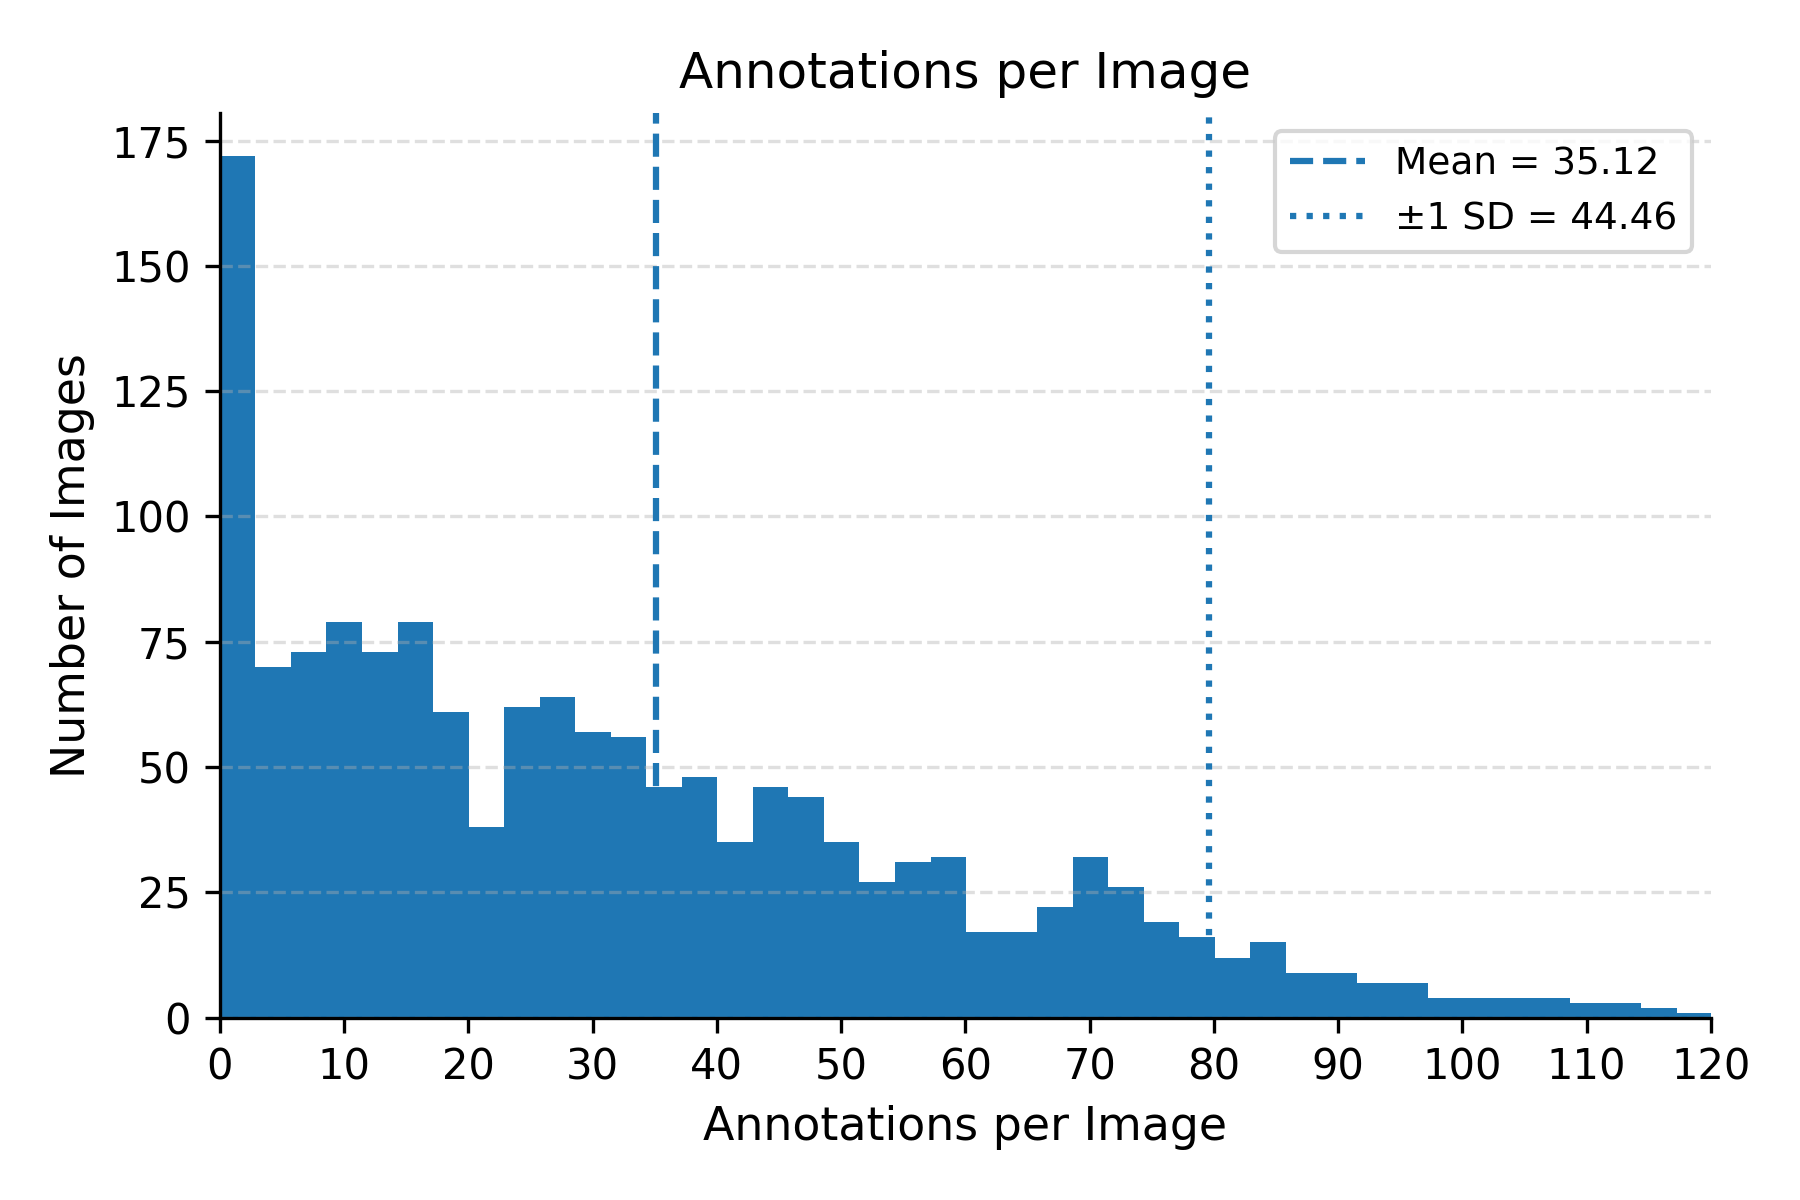 Annotations per Image
Mean = 35.12
±1 SD = 44.46
Number of Images
175
150
125
100
75
50
25
0
0 10 20 30 40 50 60 70 80 90 100 110 120
Annotations per Image